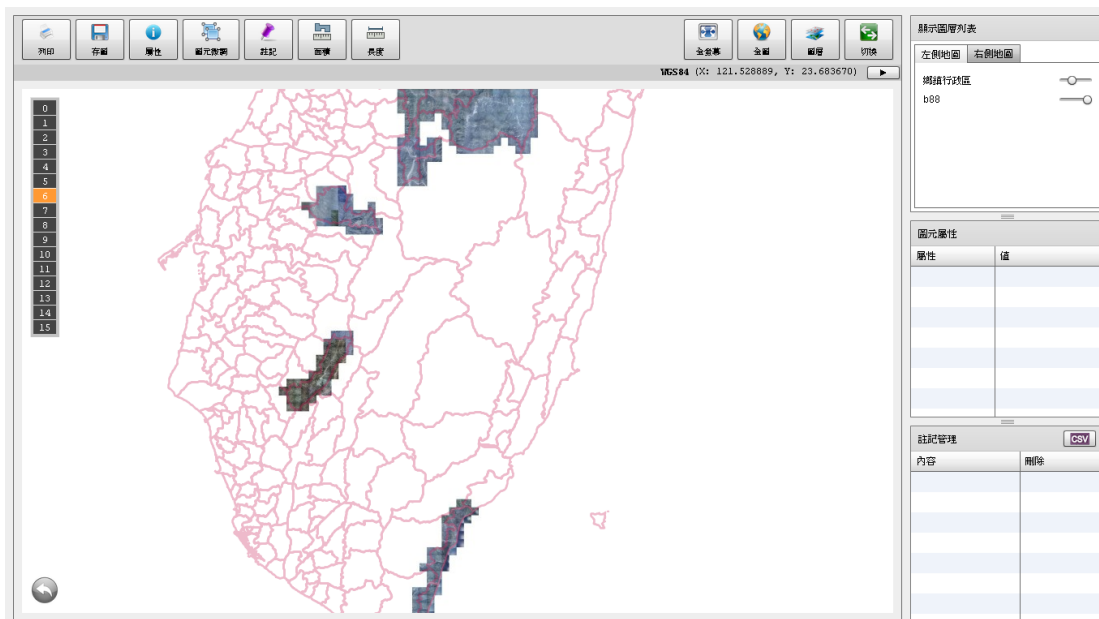 列印
存圖
屬性
圖元微調
註記
面積
長度
全螢幕
全圖
圖層
切換
WGS84 (X: 121.528889, Y: 23.683670)
0
1
2
3
4
5
6
7
8
9
10
11
12
13
14
15
顯示圖層列表
左側地圖 右側地圖
鄉鎮行政區
b88
圖元屬性
屬性 值
註記管理 CSV
內容 刪除